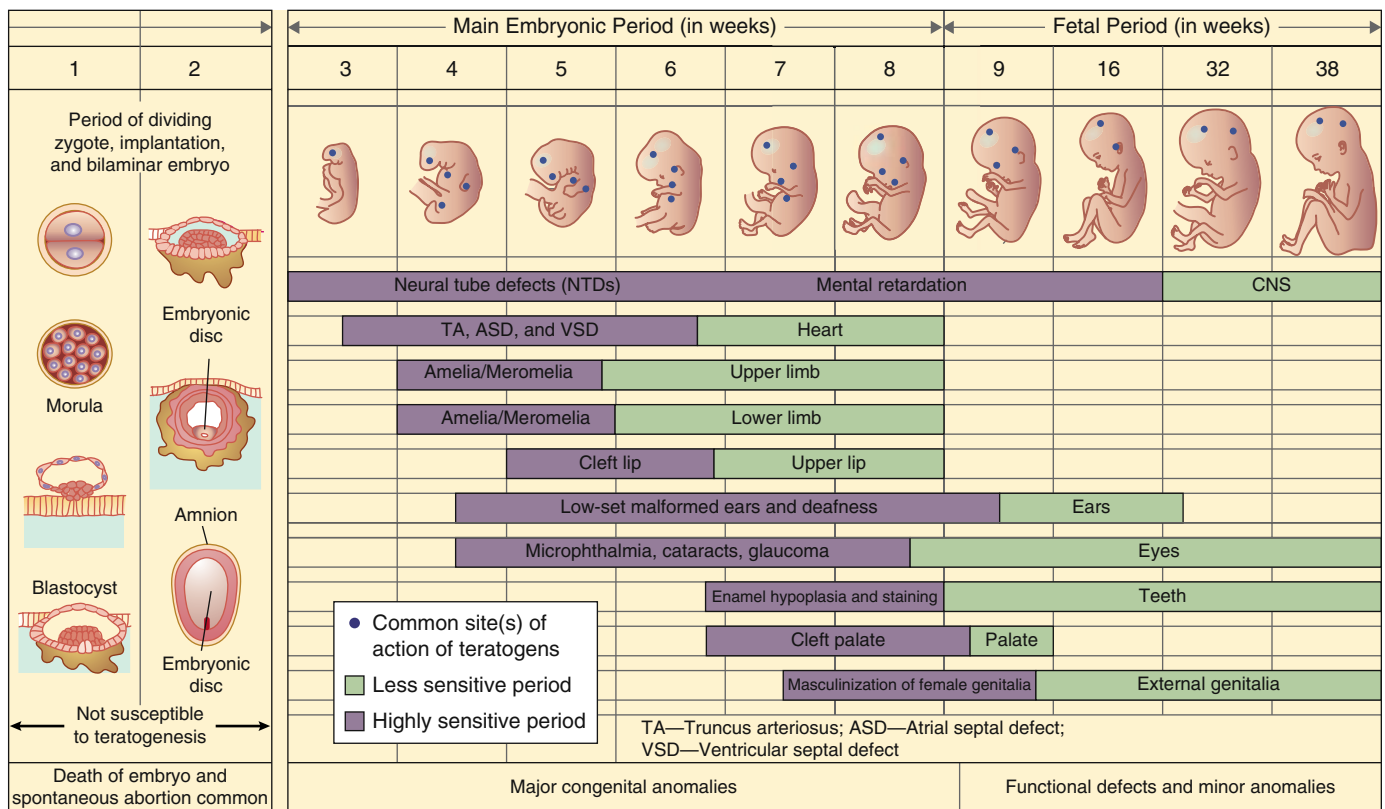 Main Embryonic Period (in weeks)
Fetal Period (in weeks)
1
2
3
4
5
6
7
8
9
16
32
38
Period of dividing
zygote, implantation,
and bilaminar embryo
Embryonic
disc
Morula
Amnion
Blastocyst
Embryonic
disc
Not susceptible
to teratogenesis
Death of embryo and
spontaneous abortion common
Neural tube defects (NTDs)
Mental retardation
CNS
TA, ASD, and VSD
Heart
Amelia/Meromelia
Upper limb
Amelia/Meromelia
Lower limb
Cleft lip
Upper lip
Low-set malformed ears and deafness
Ears
Microphthalmia, cataracts, glaucoma
Eyes
Enamel hypoplasia and staining
Teeth
Cleft palate
Palate
Masculinization of female genitalia
External genitalia
Common site(s) of
action of teratogens
Less sensitive period
Highly sensitive period
TA—Truncus arteriosus; ASD—Atrial septal defect;
VSD—Ventricular septal defect
Major congenital anomalies
Functional defects and minor anomalies